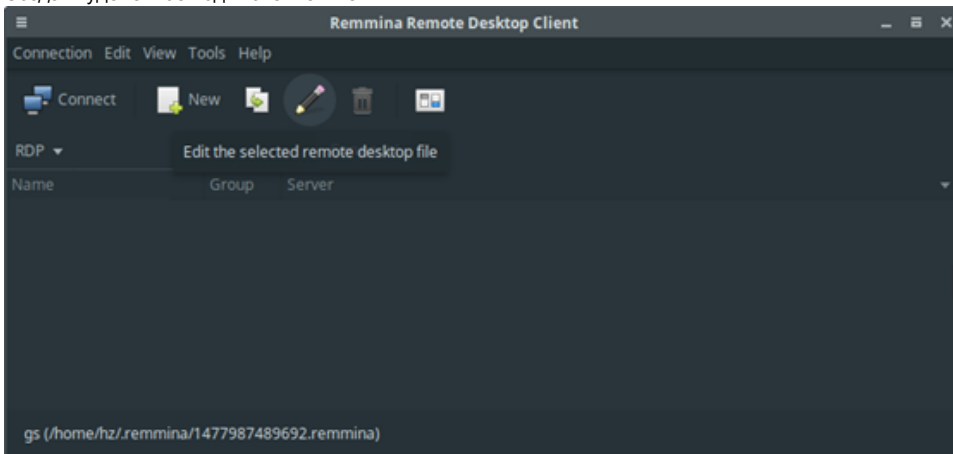 Remmina Remote Desktop Client
Connection Edit View Tools Help
Connect New
RDP
Edit the selected remote desktop file
Name Group Server
gs (/home/hz/.remmina/1477987489692.remmina)